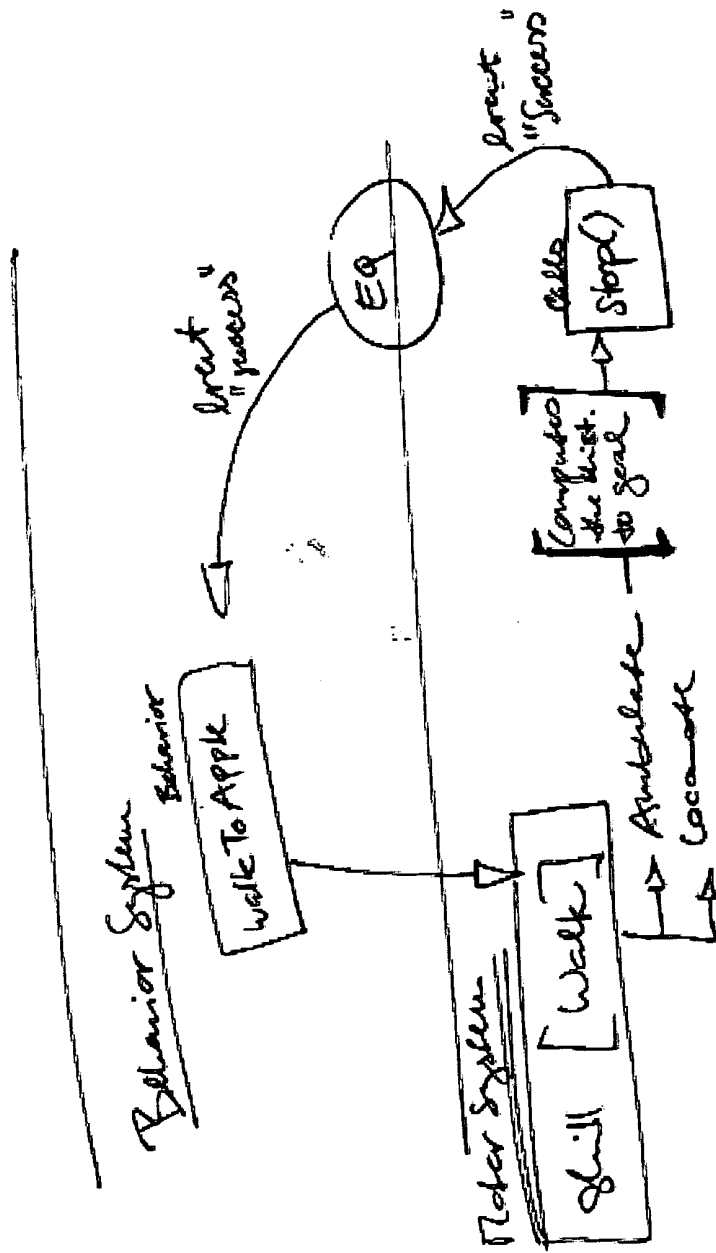 Behavior System
Behavior
Walk To Apple
event
"success"
EQ
event
"success"
Motor System
Skill [Walk]
Ambulate
Locomote
Computes
the dist.
to goal
calls
Stop()